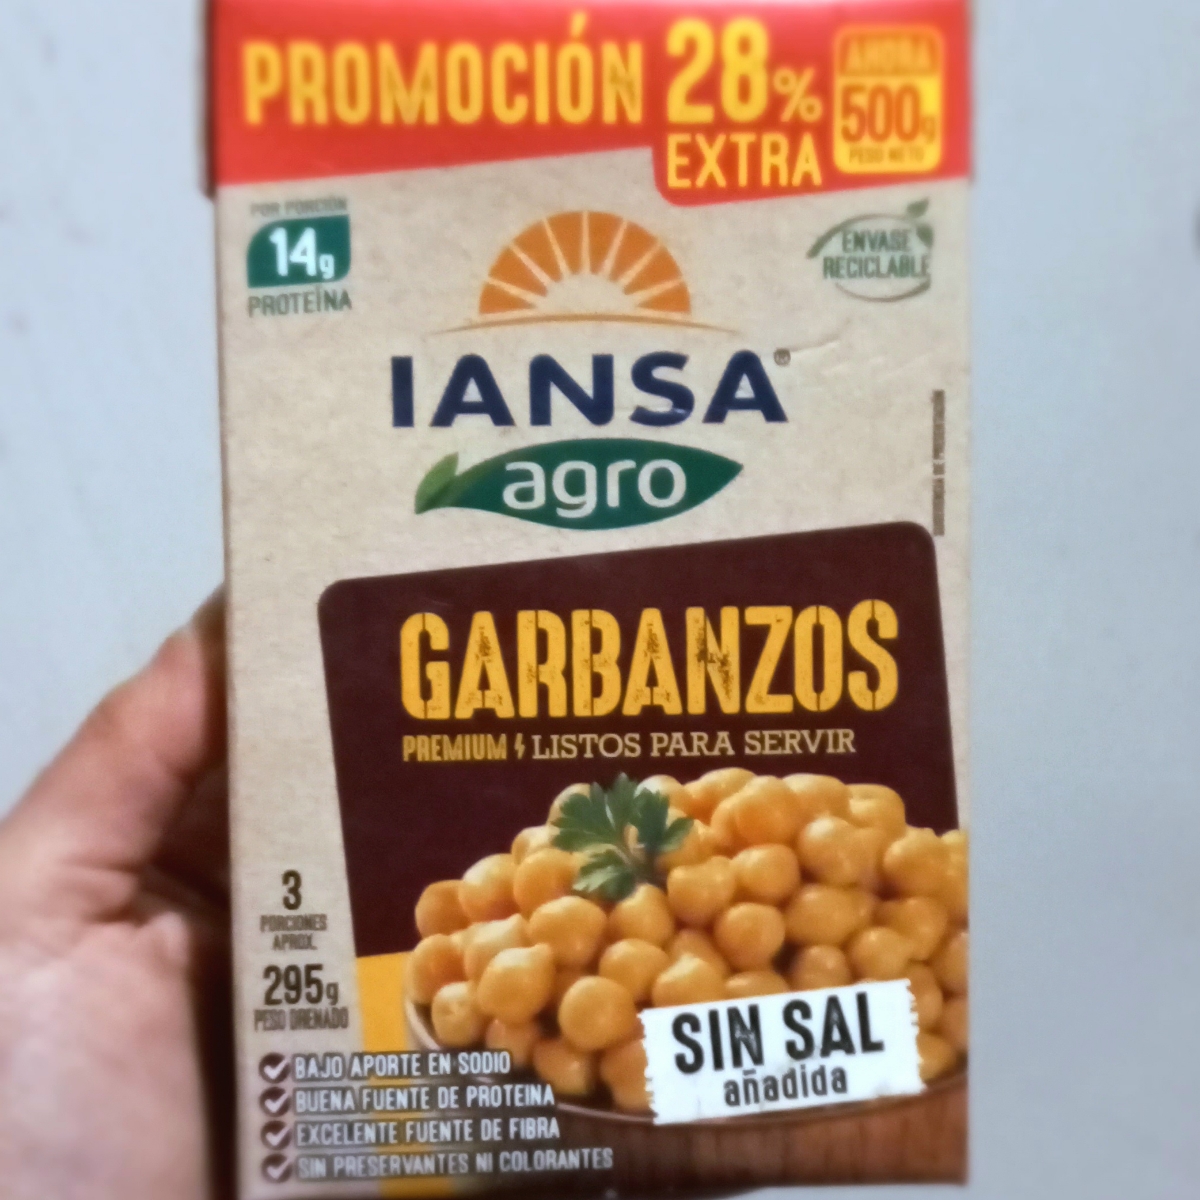 PROMOCIÓN 28%
EXTRA
AHORA
500g
PESO NETO
POR PORCIÓN
14g
PROTEÍNA
ENVASE
RECICLABLE
IANSA®
agro
GARBANZOS
PREMIUM LISTOS PARA SERVIR
3
PORCIONES
APROX.
295g
PESO DRENADO
SIN SAL
añadida
BAJO APORTE EN SODIO
BUENA FUENTE DE PROTEINA
EXCELENTE FUENTE DE FIBRA
SIN PRESERVANTES NI COLORANTES